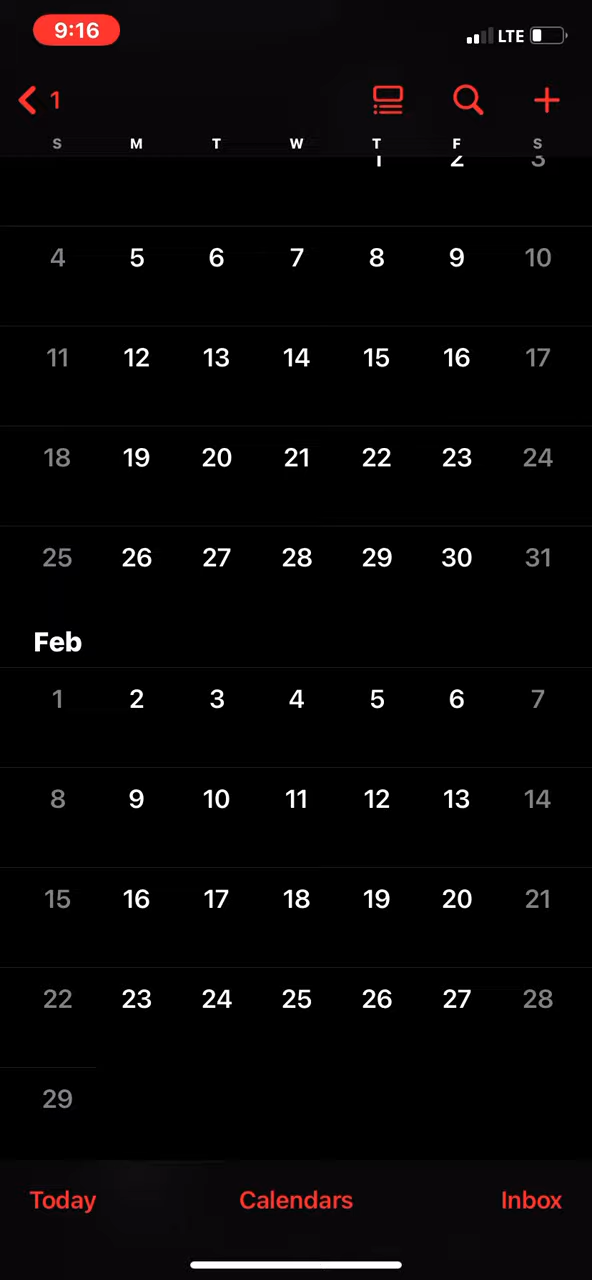 9:16 LTE
1
S M T W T F S
1 2 3
4 5 6 7 8 9 10
11 12 13 14 15 16 17
18 19 20 21 22 23 24
25 26 27 28 29 30 31
Feb
1 2 3 4 5 6 7
8 9 10 11 12 13 14
15 16 17 18 19 20 21
22 23 24 25 26 27 28
29
Today Calendars Inbox